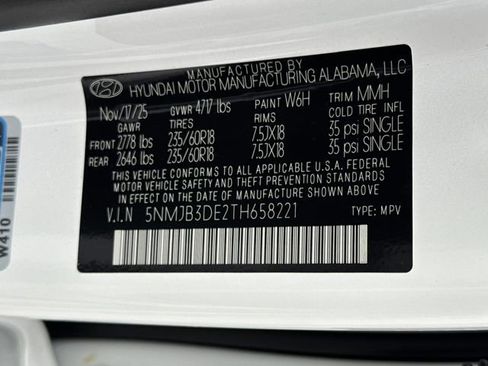 MANUFACTURED BY
HYUNDAI MOTOR MANUFACTURING ALABAMA, LLC
Nov/17/25 GVWR 4717 lbs PAINT W6H TRIM MMH
GAWR TIRES RIMS COLD TIRE INFL
FRONT 2778 lbs 235/60R18 7.5JX18 35 psi SINGLE
REAR 2646 lbs 235/60R18 7.5JX18 35 psi SINGLE
THIS VEHICLE CONFORMS TO ALL APPLICABLE U.S.A. FEDERAL
MOTOR VEHICLE SAFETY, BUMPER, AND THEFT PREVENTION STANDARDS
IN EFFECT ON THE DATE OF MANUFACTURE SHOWN ABOVE.
V.I.N 5NMJB3DE2TH658221 TYPE: MPV
W410